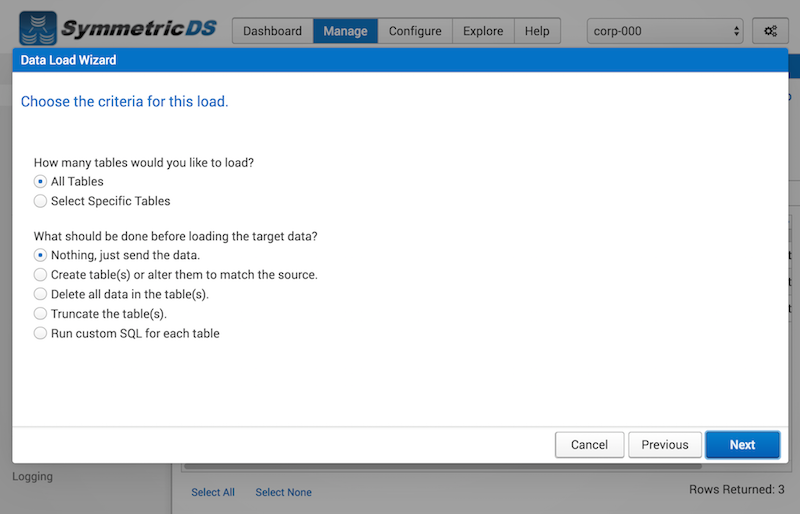 SymmetricDS
Dashboard Manage Configure Explore Help corp-000
Data Load Wizard
Choose the criteria for this load.
How many tables would you like to load?
All Tables
Select Specific Tables
What should be done before loading the target data?
Nothing, just send the data.
Create table(s) or alter them to match the source.
Delete all data in the table(s).
Truncate the table(s).
Run custom SQL for each table
Cancel Previous Next
Logging
Select All Select None Rows Returned: 3